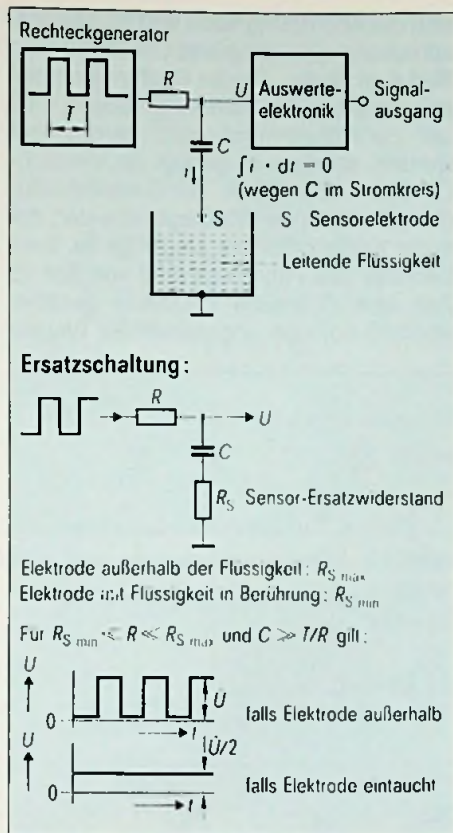 Rechteckgenerator
T
R
U
Auswerte-
elektronik
Signal-
ausgang
C
i
∫i · dt = 0
(wegen C im Stromkreis)
S
S Sensorelektrode
Leitende Flüssigkeit
Ersatzschaltung:
R
U
C
R_S Sensor-Ersatzwiderstand
Elektrode außerhalb der Flüssigkeit: R_S max
Elektrode mit Flüssigkeit in Berührung: R_S min
Für R_S min ≪ R ≪ R_S max und C ≫ T/R gilt:
U
0
t
Û
falls Elektrode außerhalb
U
0
t
Û/2
falls Elektrode eintaucht